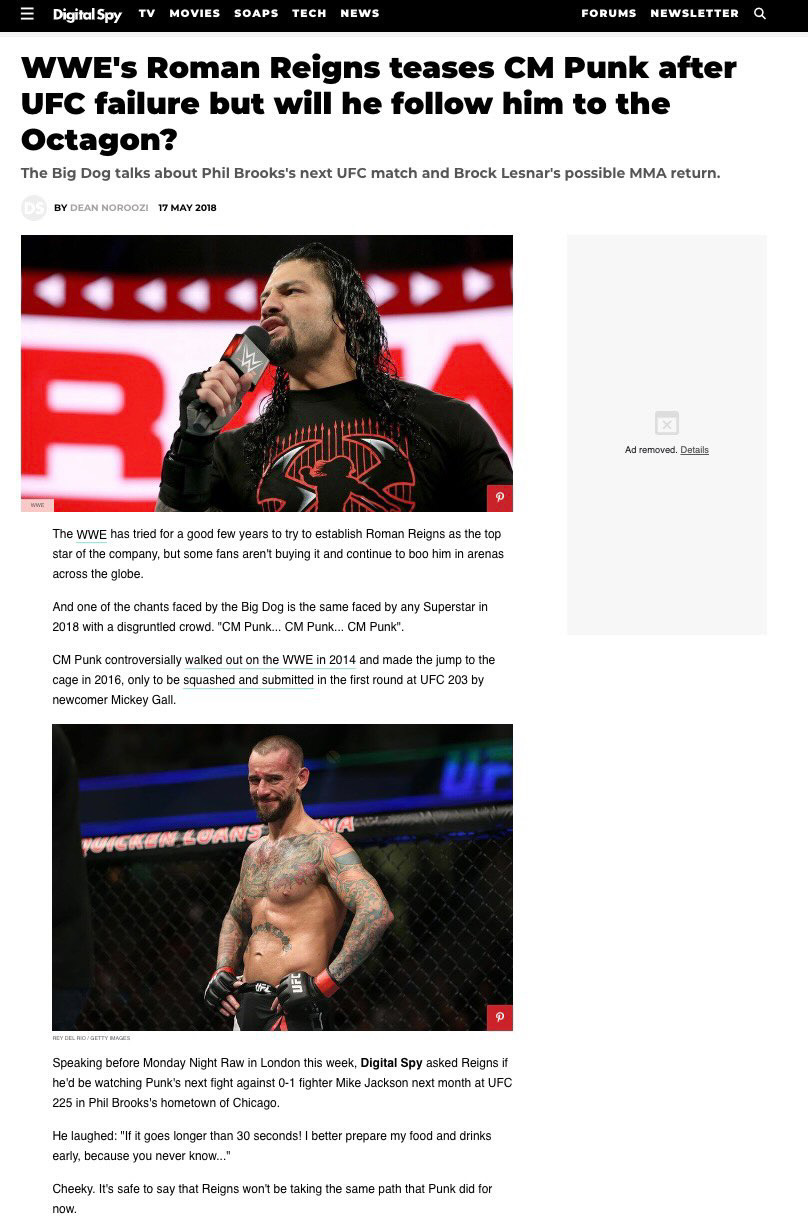 Digital Spy TV MOVIES SOAPS TECH NEWS FORUMS NEWSLETTER
WWE's Roman Reigns teases CM Punk after
UFC failure but will he follow him to the
Octagon?
The Big Dog talks about Phil Brooks's next UFC match and Brock Lesnar's possible MMA return.
DS BY DEAN NOROOZI 17 MAY 2018
WWE
Ad removed. Details
The WWE has tried for a good few years to try to establish Roman Reigns as the top
star of the company, but some fans aren't buying it and continue to boo him in arenas
across the globe.
And one of the chants faced by the Big Dog is the same faced by any Superstar in
2018 with a disgruntled crowd. "CM Punk... CM Punk... CM Punk".
CM Punk controversially walked out on the WWE in 2014 and made the jump to the
cage in 2016, only to be squashed and submitted in the first round at UFC 203 by
newcomer Mickey Gall.
UF
QUICKEN LOANS
NA
UFC
UFC
REY DEL RIO / GETTY IMAGES
Speaking before Monday Night Raw in London this week, Digital Spy asked Reigns if
he'd be watching Punk's next fight against 0-1 fighter Mike Jackson next month at UFC
225 in Phil Brooks's hometown of Chicago.
He laughed: "If it goes longer than 30 seconds! I better prepare my food and drinks
early, because you never know..."
Cheeky. It's safe to say that Reigns won't be taking the same path that Punk did for
now.